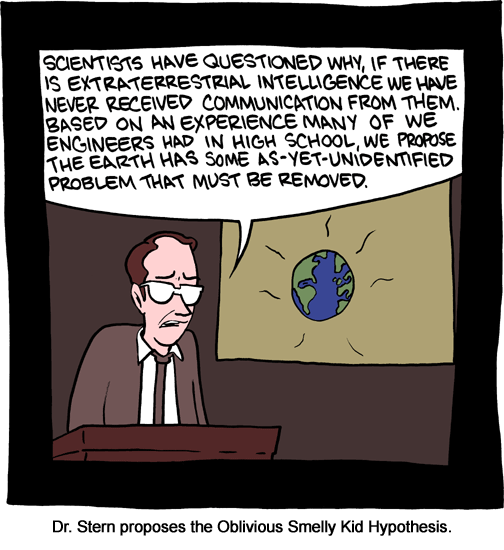 SCIENTISTS HAVE QUESTIONED WHY, IF THERE
IS EXTRATERRESTRIAL INTELLIGENCE WE HAVE
NEVER RECEIVED COMMUNICATION FROM THEM.
BASED ON AN EXPERIENCE MANY OF WE
ENGINEERS HAD IN HIGH SCHOOL, WE PROPOSE
THE EARTH HAS SOME AS-YET-UNIDENTIFIED
PROBLEM THAT MUST BE REMOVED.
Dr. Stern proposes the Oblivious Smelly Kid Hypothesis.